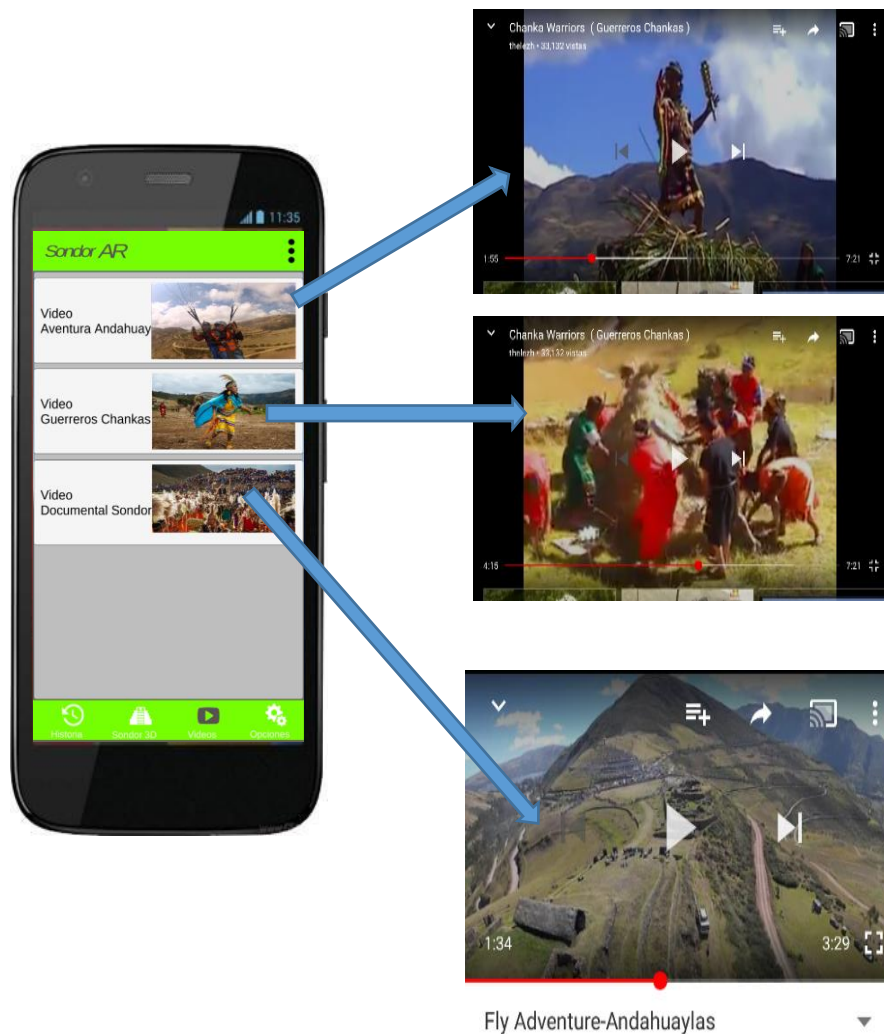 11:35
Sondor AR
Video
Aventura Andahuay
Video
Guerreros Chankas
Video
Documental Sondor
Historia
Sondor 3D
Videos
Opciones
Chanka Warriors ( Guerreros Chankas )
thelezh • 33,132 vistas
1:55
7:21
Chanka Warriors ( Guerreros Chankas )
thelezh • 33,132 vistas
4:15
7:21
1:34
3:29
Fly Adventure-Andahuaylas